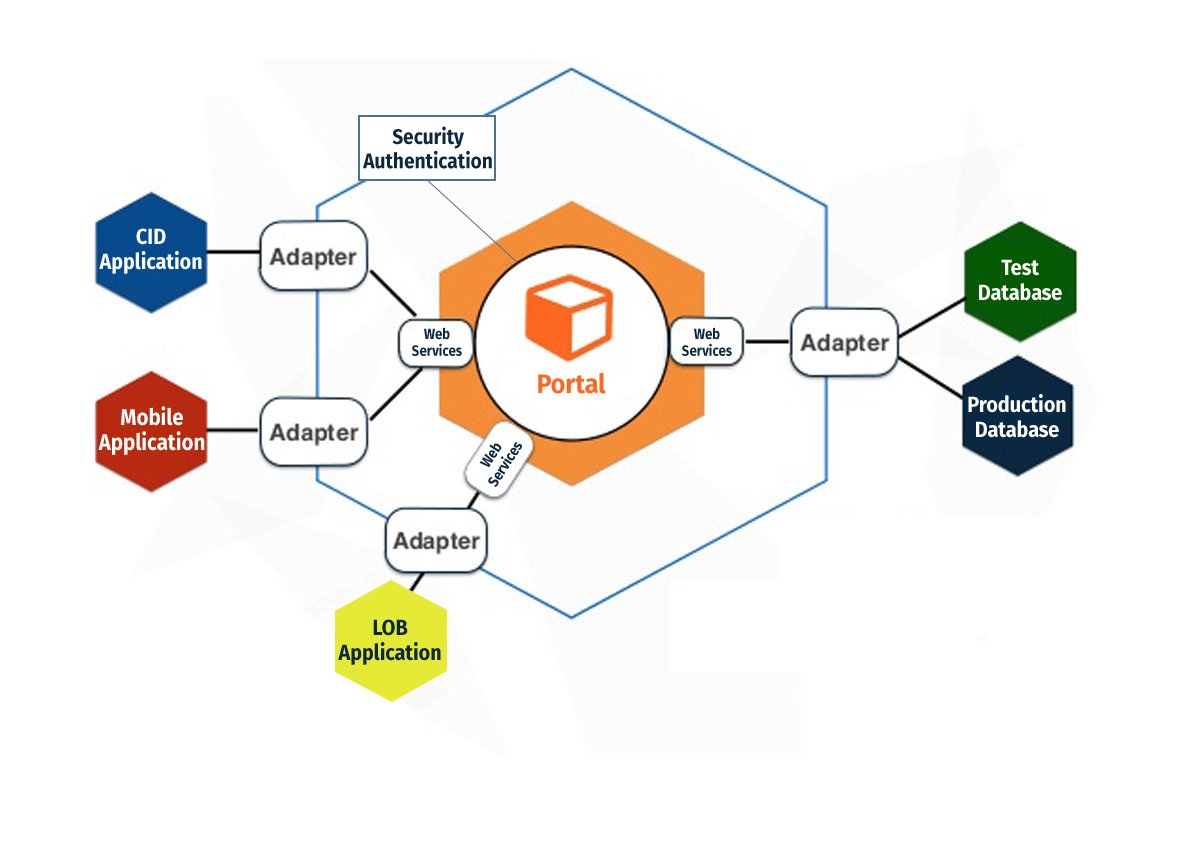 Security
Authentication
CID
Application
Adapter
Test
Database
Web
Services
Portal
Web
Services
Adapter
Mobile
Application
Adapter
Production
Database
Web
Services
Adapter
LOB
Application